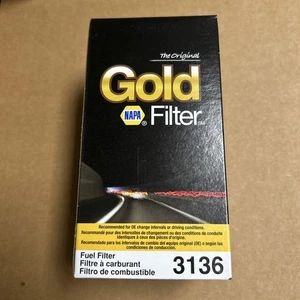 The Original
Gold
NAPA Filter
Recommended for OE change intervals or driving conditions.
Recommandé pour des intervalles de changement ou des conditions de conduite
identiques à ceux des pièces d'origine.
Recomendado para los intervalos de cambio del equipo original (OE) o según las
condiciones de conducción.
Fuel Filter
Filtre à carburant
Filtro de combustible
3136